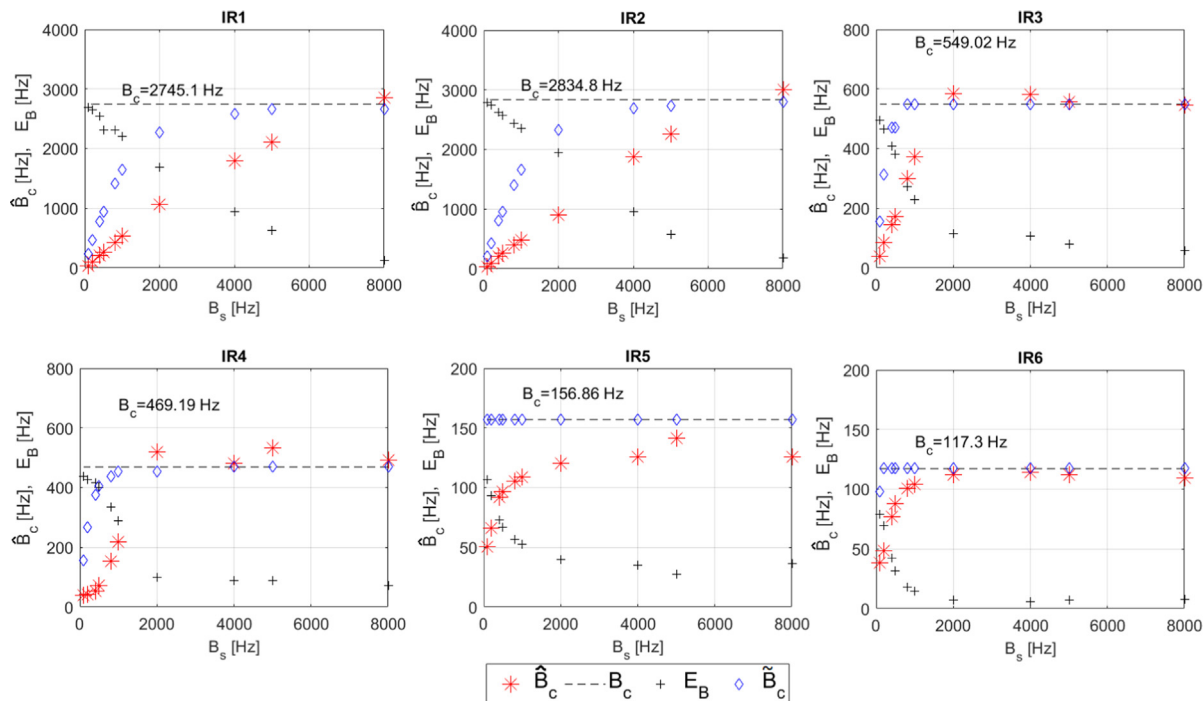 IR1
4000
3000
2000
1000
0
B̂c [Hz], EB [Hz]
Bc=2745.1 Hz
0 2000 4000 6000 8000
Bs [Hz]
IR2
4000
3000
2000
1000
0
B̂c [Hz], EB [Hz]
Bc=2834.8 Hz
0 2000 4000 6000 8000
Bs [Hz]
IR3
800
600
400
200
0
B̂c [Hz], EB [Hz]
Bc=549.02 Hz
0 2000 4000 6000 8000
Bs [Hz]
IR4
800
600
400
200
0
B̂c [Hz], EB [Hz]
Bc=469.19 Hz
0 2000 4000 6000 8000
Bs [Hz]
IR5
200
150
100
50
0
B̂c [Hz], EB [Hz]
Bc=156.86 Hz
0 2000 4000 6000 8000
Bs [Hz]
IR6
200
150
100
50
0
B̂c [Hz], EB [Hz]
Bc=117.3 Hz
0 2000 4000 6000 8000
Bs [Hz]
B̂c Bc EB B̃c